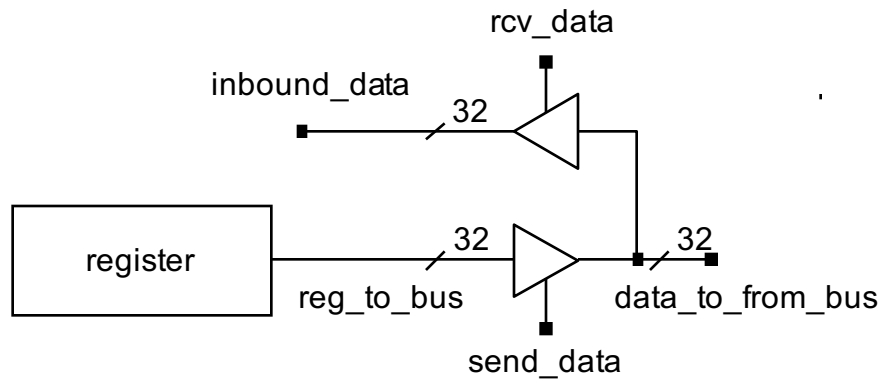 rcv_data
inbound_data
32
32
32
register
reg_to_bus
data_to_from_bus
send_data